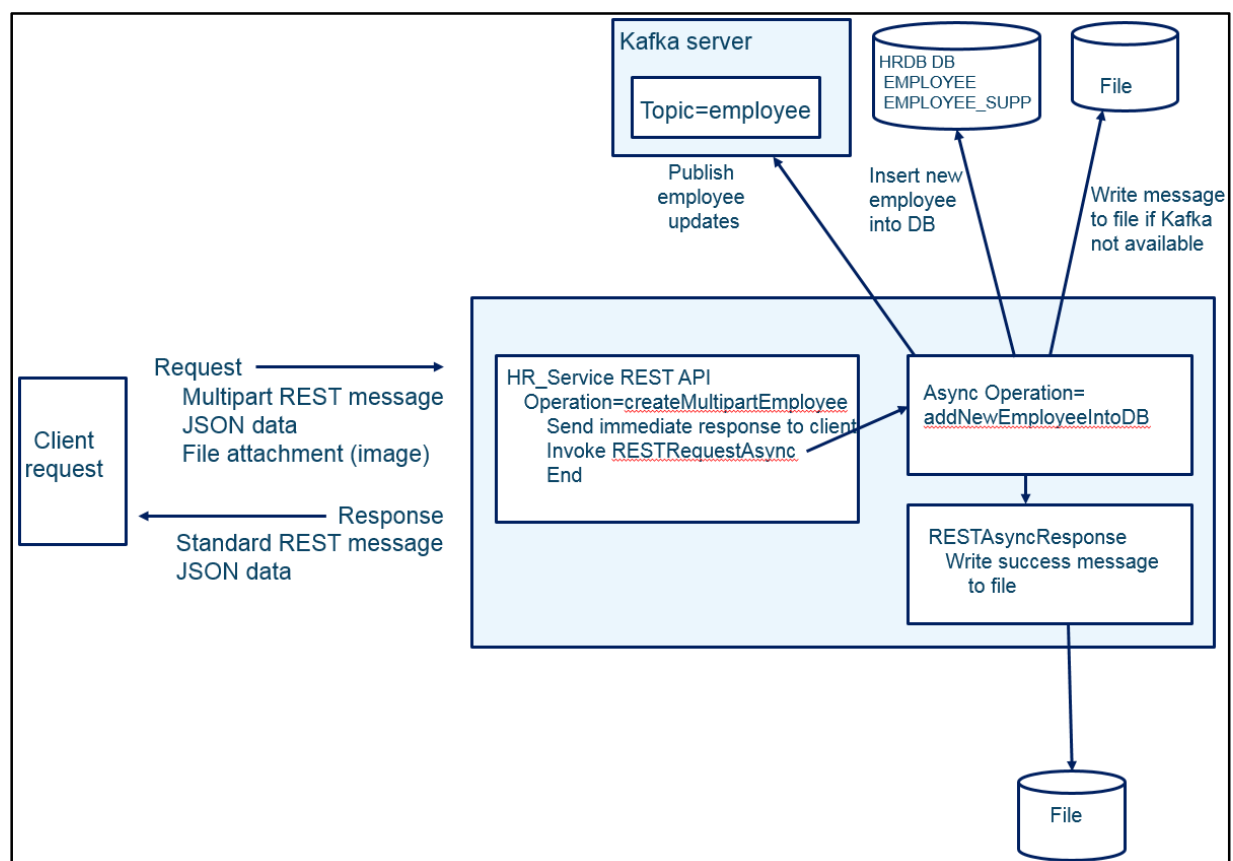 Kafka server
Topic=employee
HRDB DB
EMPLOYEE
EMPLOYEE_SUPP
File
Publish
employee
updates
Insert new
employee
into DB
Write message
to file if Kafka
not available
Client
request
Request
Multipart REST message
JSON data
File attachment (image)
Response
Standard REST message
JSON data
HR_Service REST API
Operation=createMultipartEmployee
Send immediate response to client
Invoke RESTRequestAsync
End
Async Operation=
addNewEmployeeIntoDB
RESTAsyncResponse
Write success message
to file
File